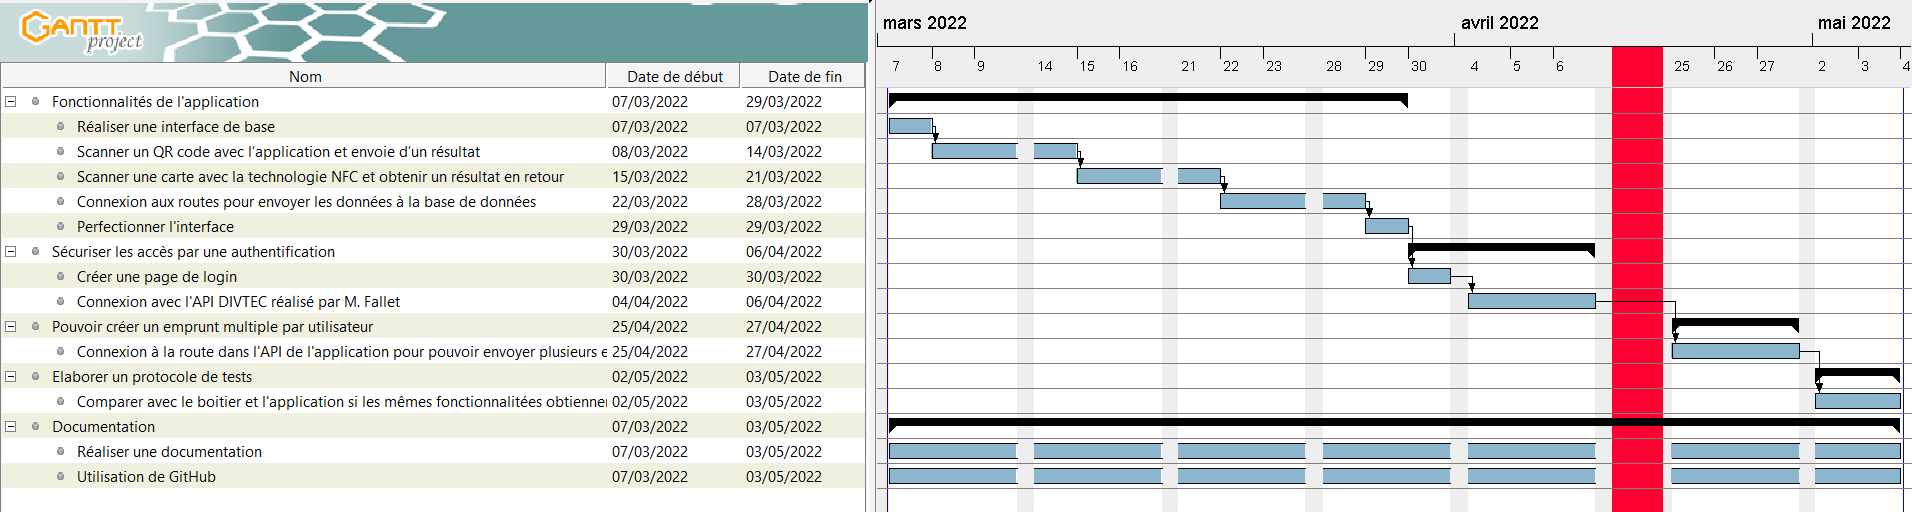 GANTT project
mars 2022 avril 2022 mai 2022
7 8 9 14 15 16 21 22 23 28 29 30 4 5 6 25 26 27 2 3 4
Nom Date de début Date de fin
Fonctionnalités de l'application 07/03/2022 29/03/2022
Réaliser une interface de base 07/03/2022 07/03/2022
Scanner un QR code avec l’application et envoie d’un résultat 08/03/2022 14/03/2022
Scanner une carte avec la technologie NFC et obtenir un résultat en retour 15/03/2022 21/03/2022
Connexion aux routes pour envoyer les données à la base de données 22/03/2022 28/03/2022
Perfectionner l'interface 29/03/2022 29/03/2022
Sécuriser les accès par une authentification 30/03/2022 06/04/2022
Créer une page de login 30/03/2022 30/03/2022
Connexion avec l'API DIVTEC réalisé par M. Fallet 04/04/2022 06/04/2022
Pouvoir créer un emprunt multiple par utilisateur 25/04/2022 27/04/2022
Connexion à la route dans l'API de l'application pour pouvoir envoyer plusieurs e 25/04/2022 27/04/2022
Elaborer un protocole de tests 02/05/2022 03/05/2022
Comparer avec le boitier et l'application si les mêmes fonctionnalitées obtienne 02/05/2022 03/05/2022
Documentation 07/03/2022 03/05/2022
Réaliser une documentation 07/03/2022 03/05/2022
Utilisation de GitHub 07/03/2022 03/05/2022